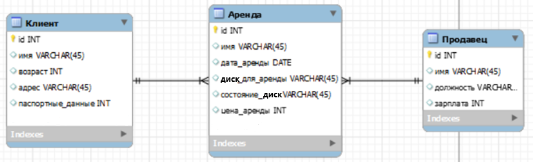 Клиент
id INT
имя VARCHAR(45)
возраст INT
адрес VARCHAR(45)
паспортные_данные INT
Indexes
Аренда
id INT
имя VARCHAR(45)
дата_аренды DATE
диск_для_аренды VARCHAR(45)
состояние_диск VARCHAR(45)
цена_аренды INT
Indexes
Продавец
id INT
имя VARCHAR(45)
должность VARCHAR...
зарплата INT
Indexes